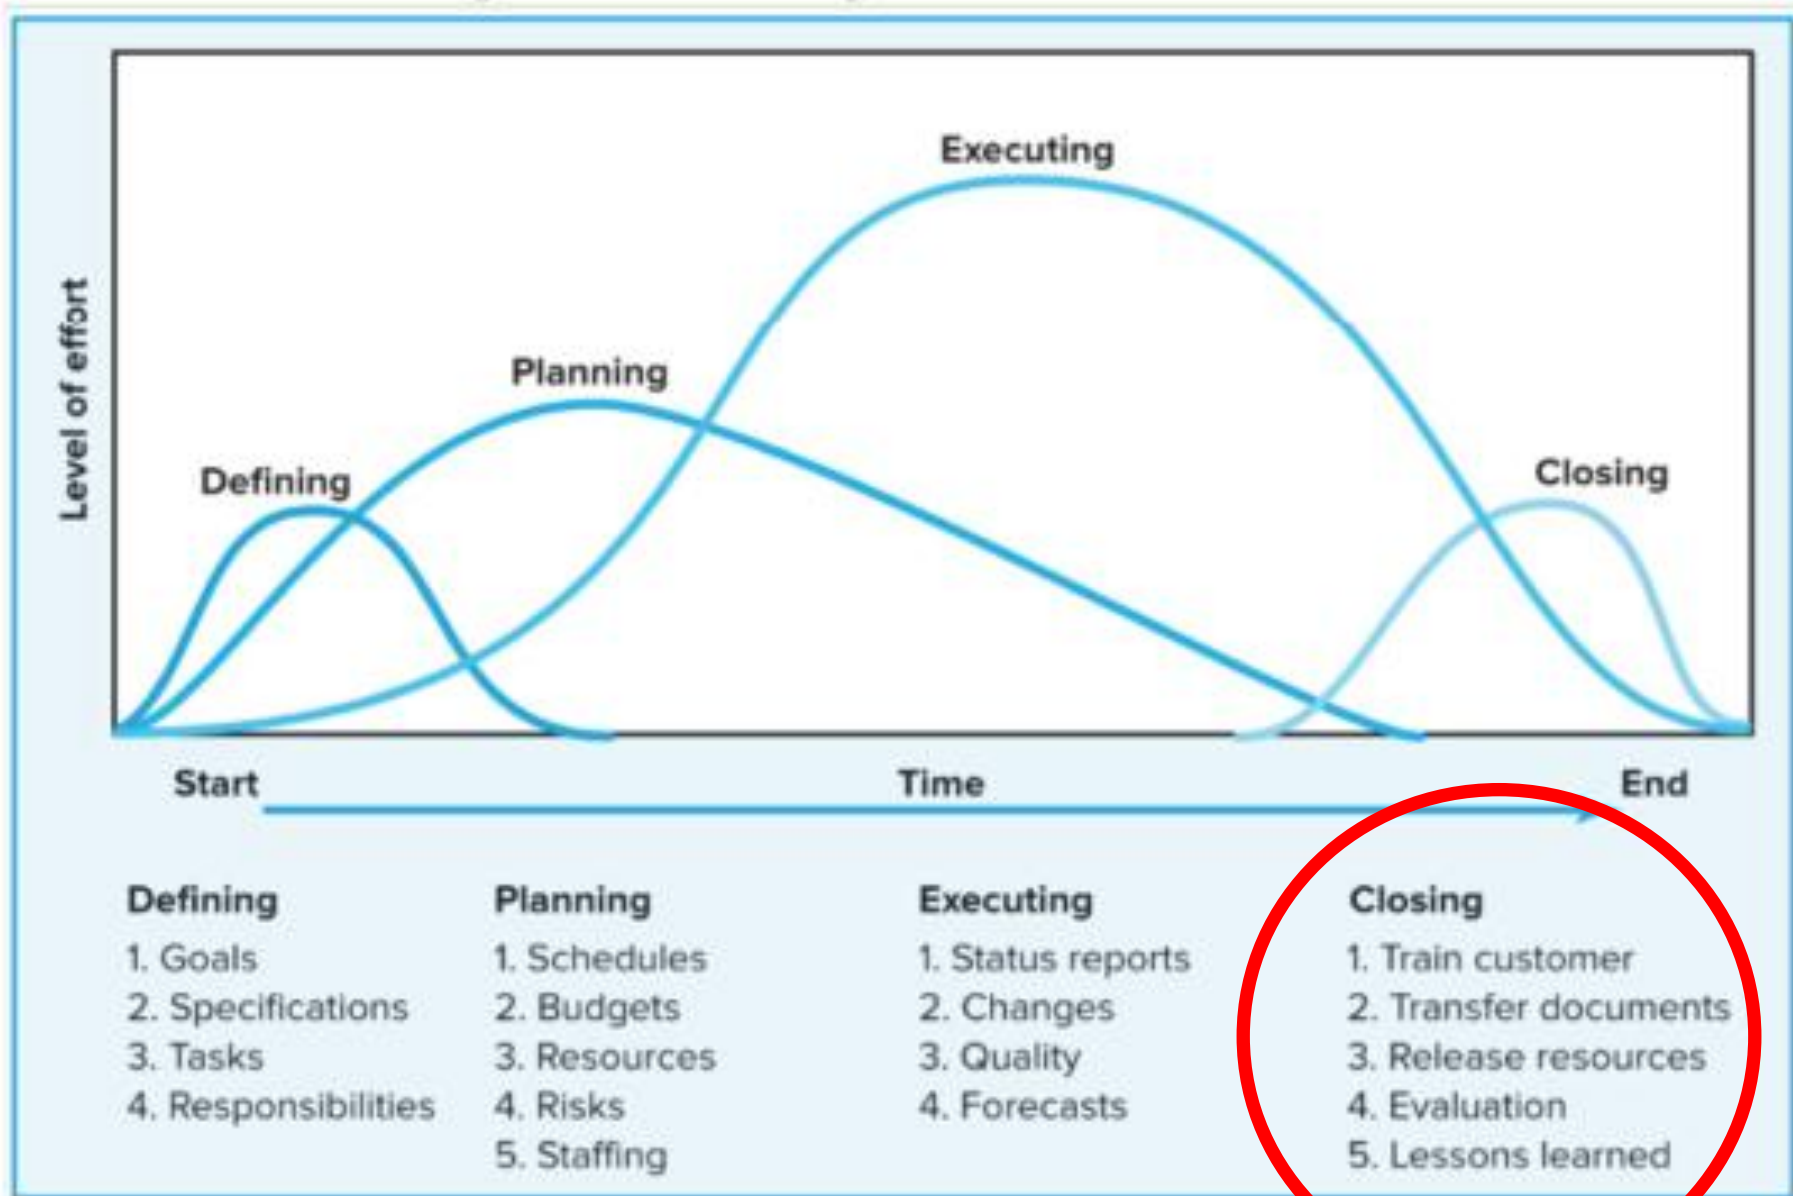 Executing
Planning
Defining
Closing
Level of effort
Start
Time
End
Defining
1. Goals
2. Specifications
3. Tasks
4. Responsibilities
Planning
1. Schedules
2. Budgets
3. Resources
4. Risks
5. Staffing
Executing
1. Status reports
2. Changes
3. Quality
4. Forecasts
Closing
1. Train customer
2. Transfer documents
3. Release resources
4. Evaluation
5. Lessons learned